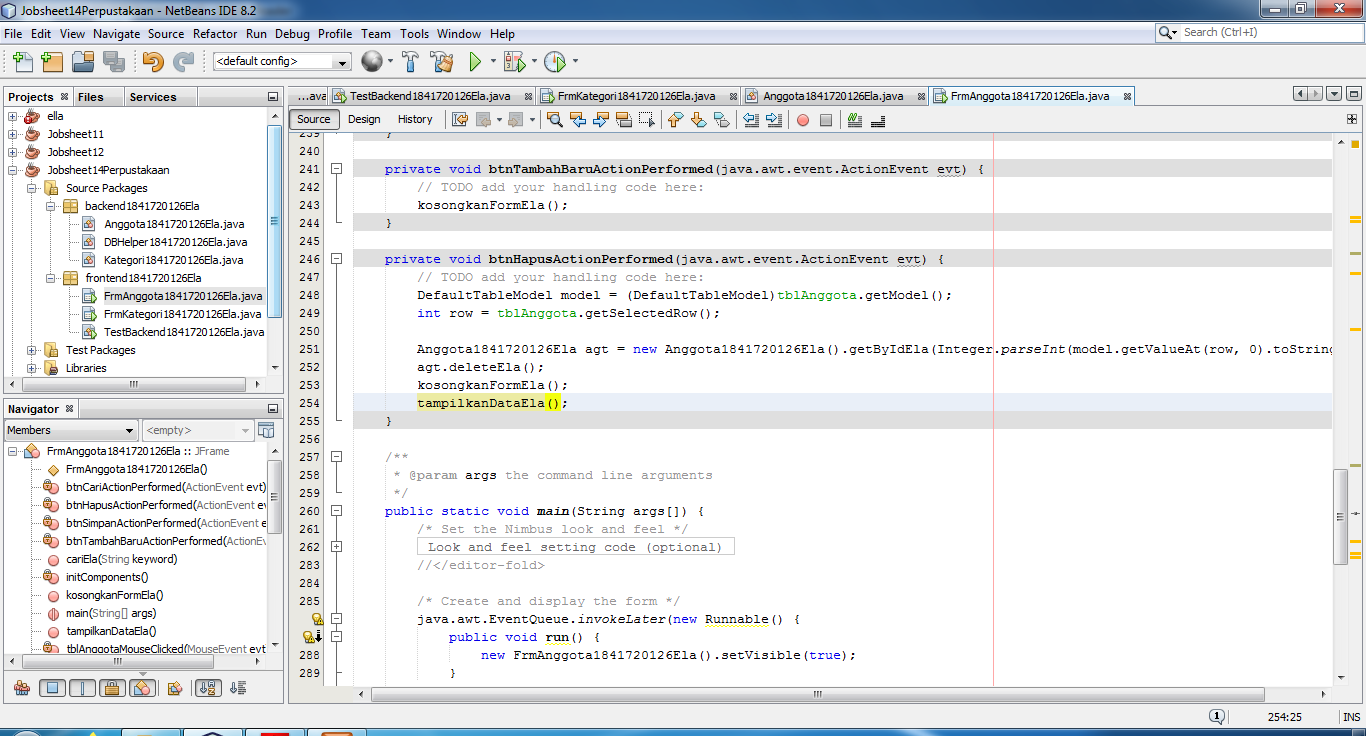 Jobsheet14Perpustakaan - NetBeans IDE 8.2
File Edit View Navigate Source Refactor Run Debug Profile Team Tools Window Help
Search (Ctrl+I)
<default config>
Projects Files Services
ella
Jobsheet11
Jobsheet12
Jobsheet14Perpustakaan
Source Packages
backend1841720126Ela
Anggota1841720126Ela.java
DBHelper1841720126Ela.java
Kategori1841720126Ela.java
frontend1841720126Ela
FrmAnggota1841720126Ela.java
FrmKategori1841720126Ela.java
TestBackend1841720126Ela.java
Test Packages
Libraries
Navigator
Members <empty>
FrmAnggota1841720126Ela :: JFrame
FrmAnggota1841720126Ela()
btnCariActionPerformed(ActionEvent evt)
btnHapusActionPerformed(ActionEvent ev
btnSimpanActionPerformed(ActionEvent e
btnTambahBaruActionPerformed(ActionEv
cariEla(String keyword)
initComponents()
kosongkanFormEla()
main(String[] args)
tampilkanDataEla()
tblAnggotaMouseClicked(MouseEvent evt
...ava TestBackend1841720126Ela.java FrmKategori1841720126Ela.java Anggota1841720126Ela.java FrmAnggota1841720126Ela.java
Source Design History
239 }
240
241 private void btnTambahBaruActionPerformed(java.awt.event.ActionEvent evt) {
242 // TODO add your handling code here:
243 kosongkanFormEla();
244 }
245
246 private void btnHapusActionPerformed(java.awt.event.ActionEvent evt) {
247 // TODO add your handling code here:
248 DefaultTableModel model = (DefaultTableModel)tblAnggota.getModel();
249 int row = tblAnggota.getSelectedRow();
250
251 Anggota1841720126Ela agt = new Anggota1841720126Ela().getByIdEla(Integer.parseInt(model.getValueAt(row, 0).toString
252 agt.deleteEla();
253 kosongkanFormEla();
254 tampilkanDataEla();
255 }
256
257 /**
258 * @param args the command line arguments
259 */
260 public static void main(String args[]) {
261 /* Set the Nimbus look and feel */
262 Look and feel setting code (optional)
283 //</editor-fold>
284
285 /* Create and display the form */
java.awt.EventQueue.invokeLater(new Runnable() {
public void run() {
288 new FrmAnggota1841720126Ela().setVisible(true);
289 }
1 254:25 INS